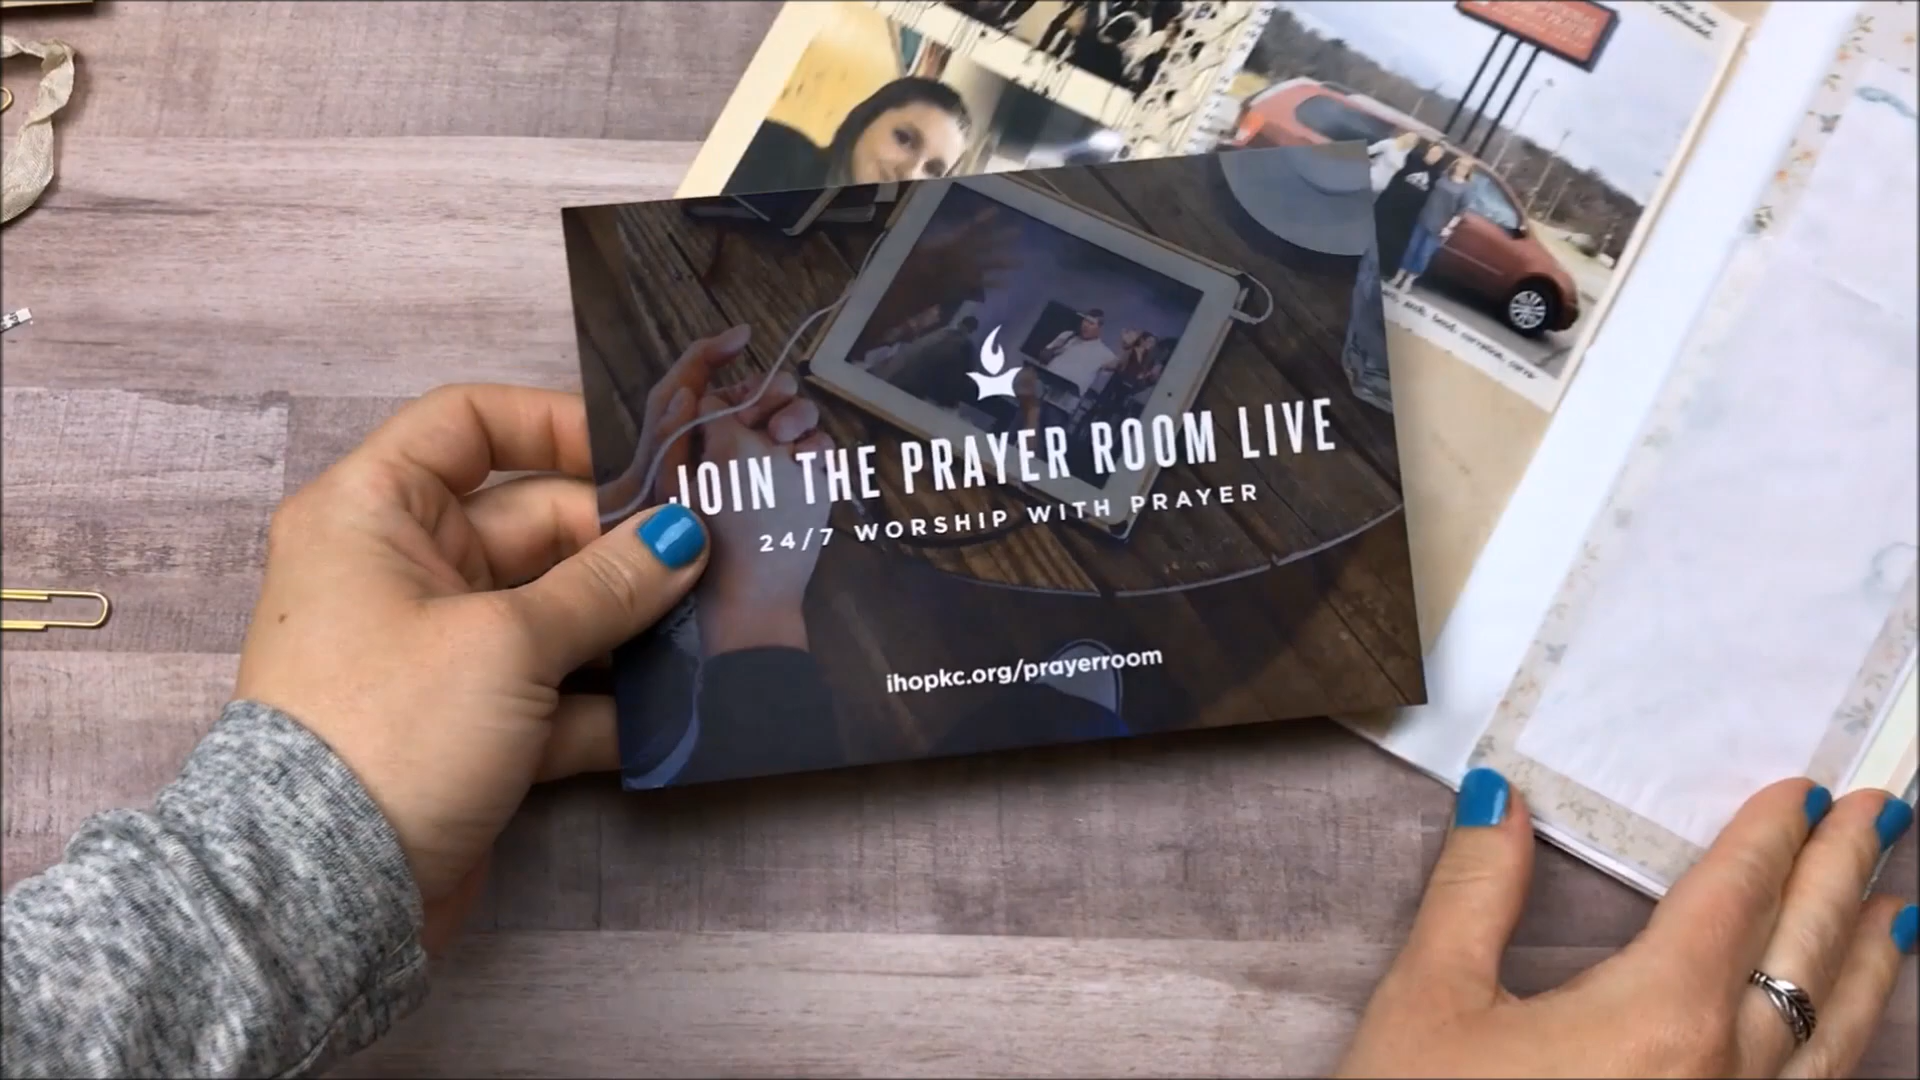 JOIN THE PRAYER ROOM LIVE
24/7 WORSHIP WITH PRAYER
ihopkc.org/prayerroom